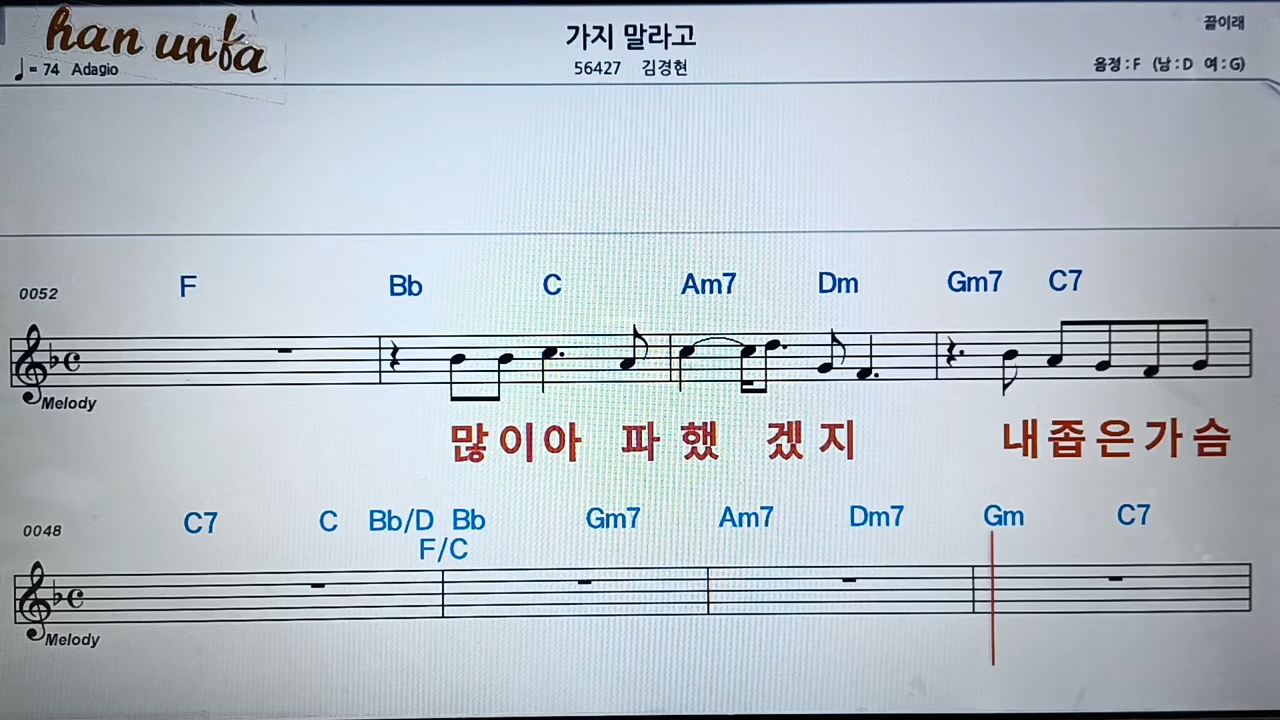 han unfa
가지 말라고
끌이래
♩= 74 Adagio
56427 김경현
음정 : F (남 : D 여 : G)
F Bb C Am7 Dm Gm7 C7
0052
Melody
많이아 파했 겠지 내좁은가슴
C7 C Bb/D Bb Gm7 Am7 Dm7 Gm C7
0048
F/C
Melody